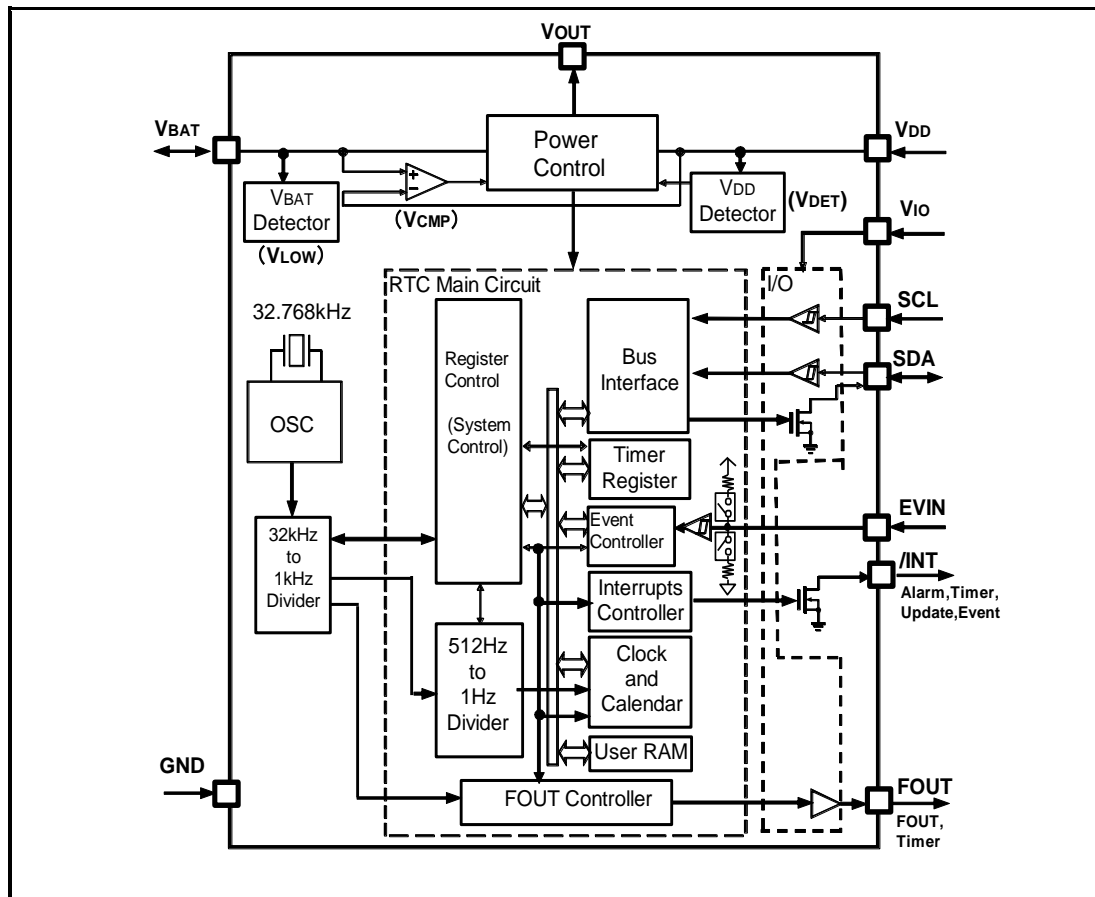 VOUT
VBAT
Power
Control
VDD
+
−
VBAT
Detector
(VCMP)
VDD
Detector
(VDET)
(VLOW)
VIO
RTC Main Circuit
I/O
32.768kHz
SCL
Register
Control
(System
Control)
Bus
Interface
SDA
OSC
Timer
Register
EVIN
32kHz
to
1kHz
Divider
Event
Controller
/INT
Alarm,Timer,
Update,Event
Interrupts
Controller
512Hz
to
1Hz
Divider
Clock
and
Calendar
User RAM
GND
FOUT Controller
FOUT
FOUT,
Timer